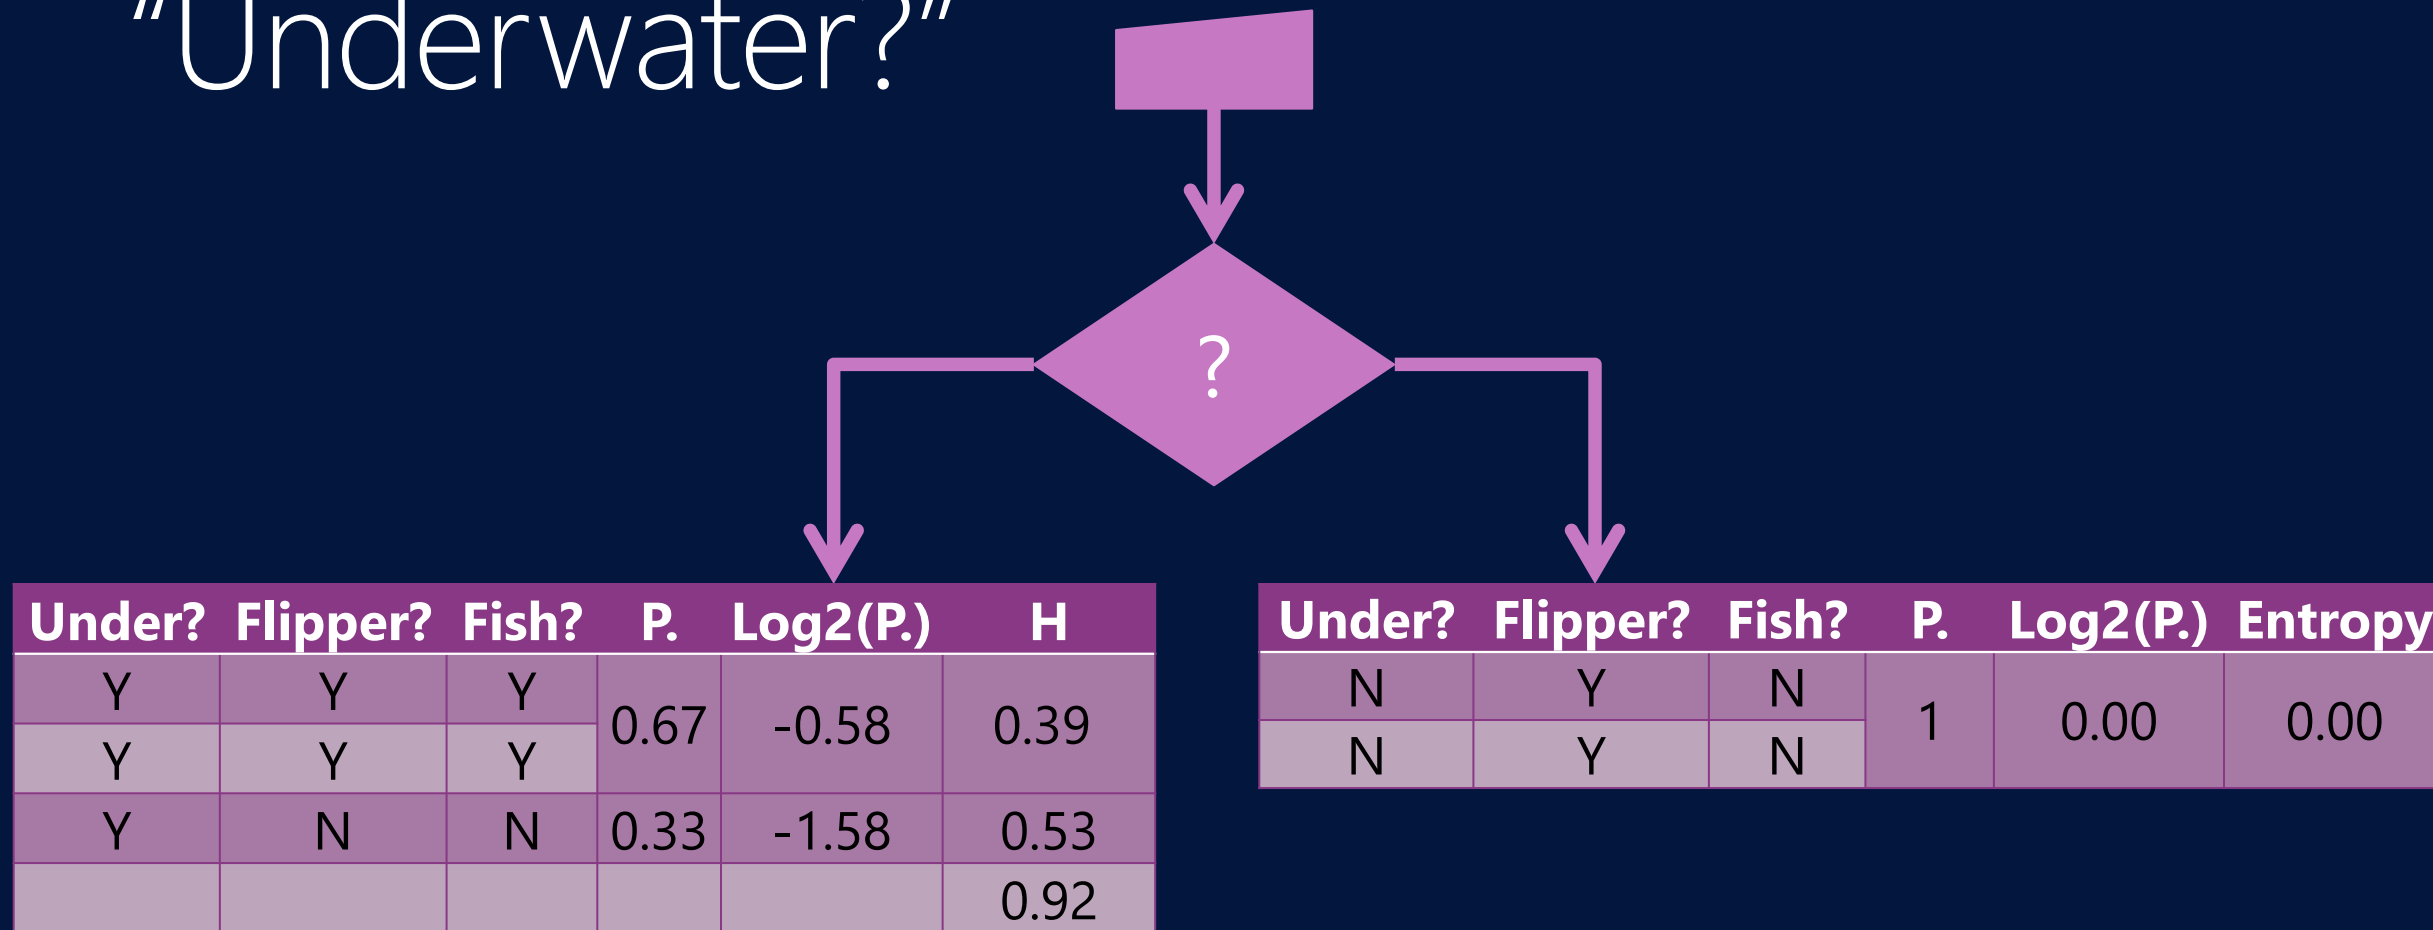 “Underwater?”
?
Under? Flipper? Fish? P. Log2(P.) H
Y Y Y 0.67 -0.58 0.39
Y Y Y
Y N N 0.33 -1.58 0.53
0.92
Under? Flipper? Fish? P. Log2(P.) Entropy
N Y N 1 0.00 0.00
N Y N